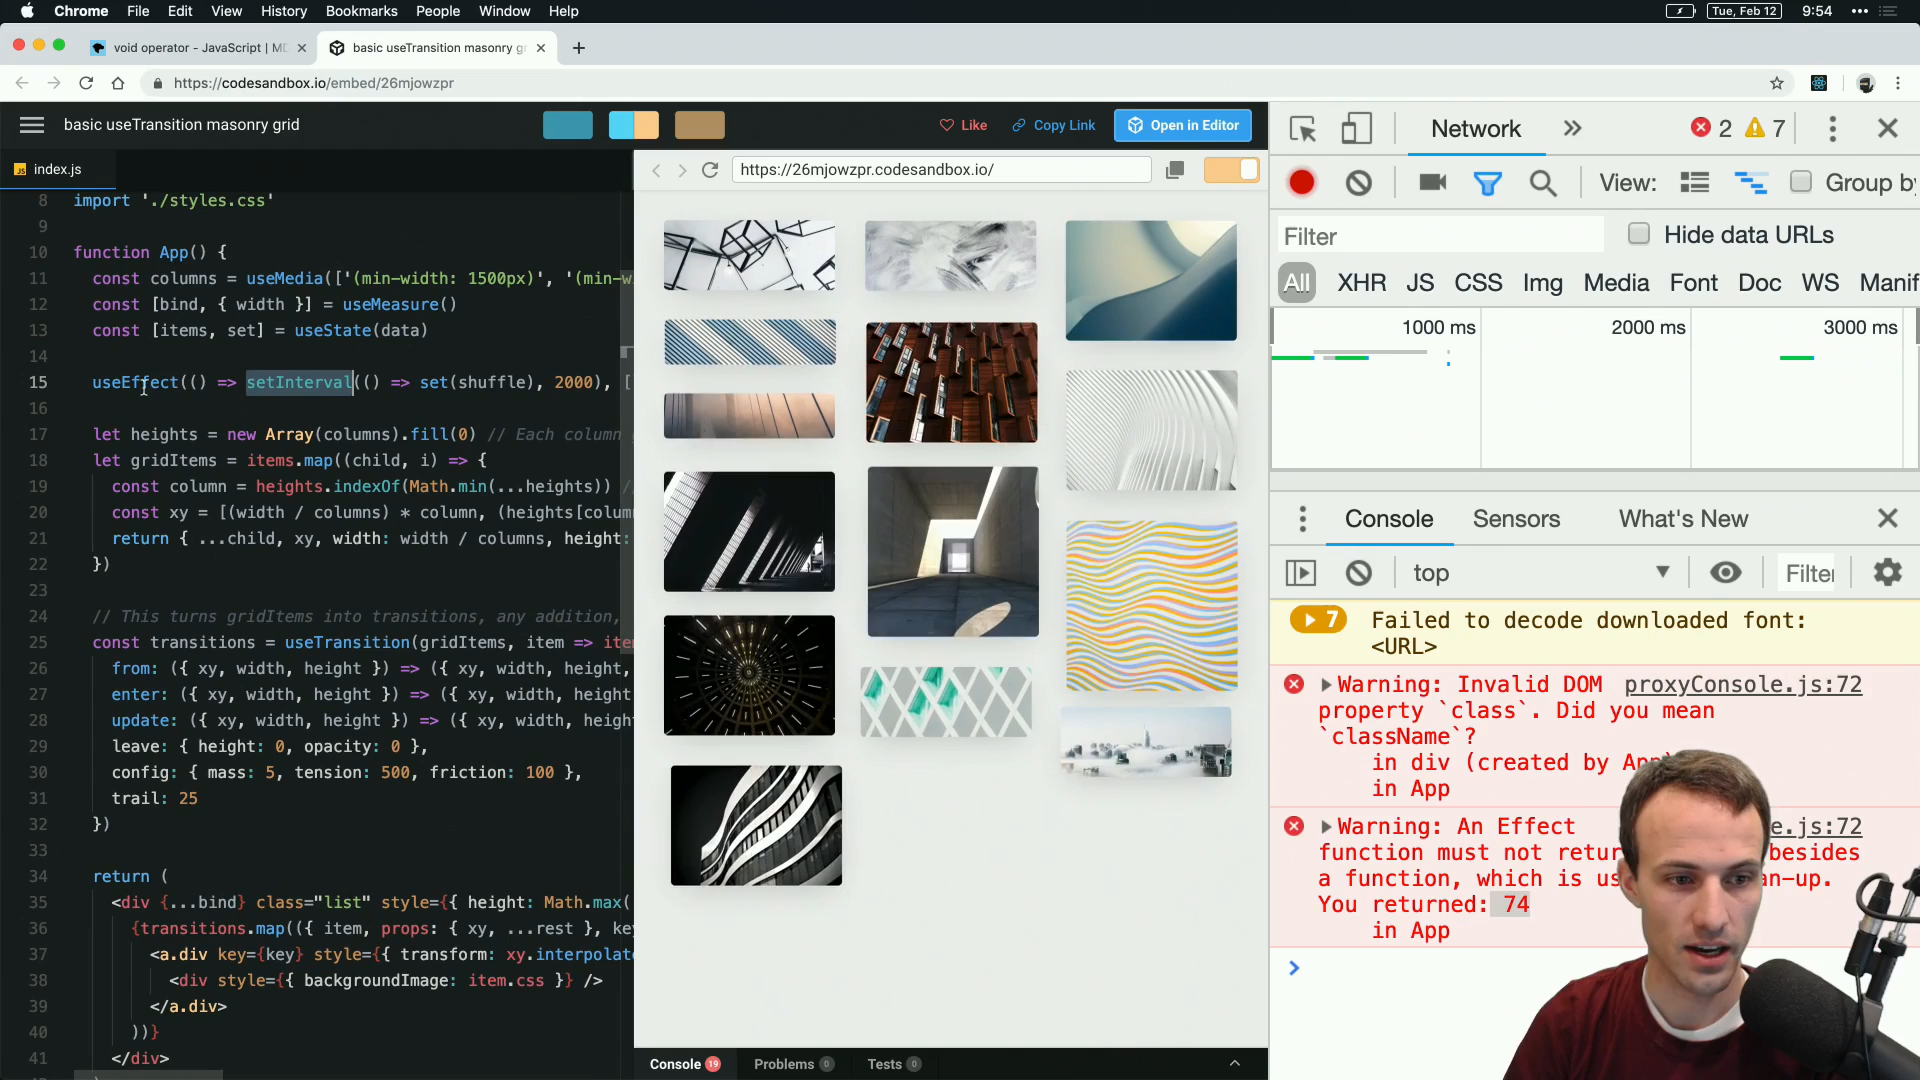 Chrome File Edit View History Bookmarks People Window Help
Tue, Feb 12 9:54
void operator - JavaScript | MD
basic useTransition masonry gr
https://codesandbox.io/embed/26mjowzpr
basic useTransition masonry grid
Like
Copy Link
Open in Editor
index.js
https://26mjowzpr.codesandbox.io/
8 import './styles.css'
9
10 function App() {
11 const columns = useMedia(['(min-width: 1500px)', '(min-w
12 const [bind, { width }] = useMeasure()
13 const [items, set] = useState(data)
14
15 useEffect(() => setInterval(() => set(shuffle), 2000), [
16
17 let heights = new Array(columns).fill(0) // Each column
18 let gridItems = items.map((child, i) => {
19 const column = heights.indexOf(Math.min(...heights)) /
20 const xy = [(width / columns) * column, (heights[colum
21 return { ...child, xy, width: width / columns, height:
22 })
23
24 // This turns gridItems into transitions, any addition,
25 const transitions = useTransition(gridItems, item => ite
26 from: ({ xy, width, height }) => ({ xy, width, height,
27 enter: ({ xy, width, height }) => ({ xy, width, height
28 update: ({ xy, width, height }) => ({ xy, width, heigh
29 leave: { height: 0, opacity: 0 },
30 config: { mass: 5, tension: 500, friction: 100 },
31 trail: 25
32 })
33
34 return (
35 <div {...bind} class="list" style={{ height: Math.max(
36 {transitions.map(({ item, props: { xy, ...rest }, key
37 <a.div key={key} style={{ transform: xy.interpolate
38 <div style={{ backgroundImage: item.css }} />
39 </a.div>
40 ))}
41 </div>
Console 19 Problems 0 Tests 0
Network » 2 7
View: Group by
Filter Hide data URLs
All XHR JS CSS Img Media Font Doc WS Manif
1000 ms 2000 ms 3000 ms
Console Sensors What's New
top Filter
7 Failed to decode downloaded font:
<URL>
Warning: Invalid DOM proxyConsole.js:72
property `class`. Did you mean
`className`?
in div (created by App
in App
Warning: An Effect e.js:72
function must not retur besides
a function, which is us an-up.
You returned: 74
in App